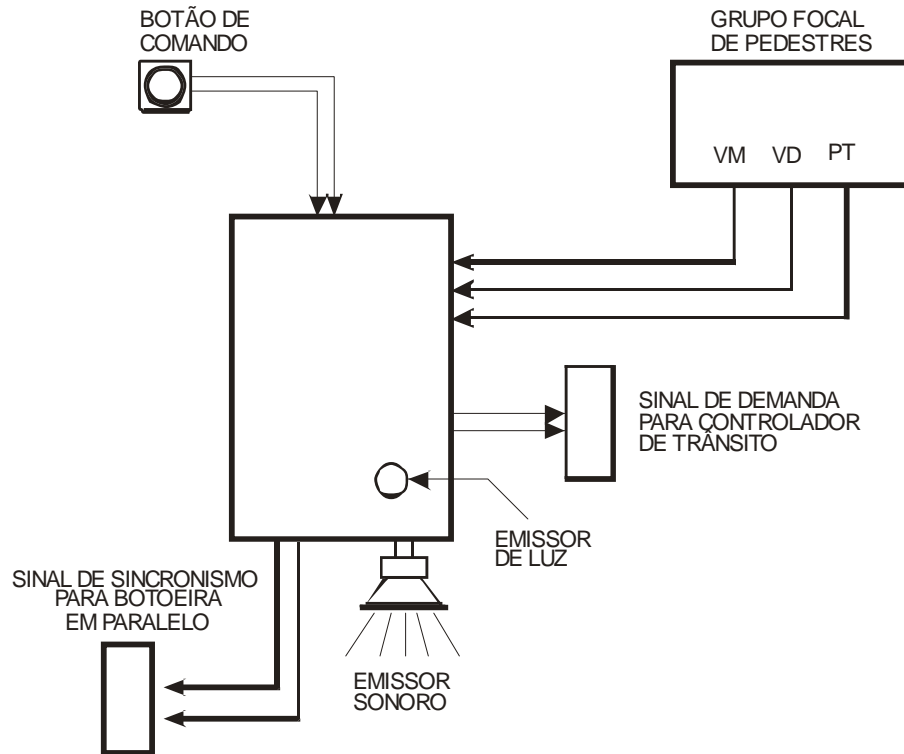 BOTÃO DE
COMANDO
GRUPO FOCAL
DE PEDESTRES
VM VD PT
SINAL DE DEMANDA
PARA CONTROLADOR
DE TRÂNSITO
EMISSOR
DE LUZ
SINAL DE SINCRONISMO
PARA BOTOEIRA
EM PARALELO
EMISSOR
SONORO